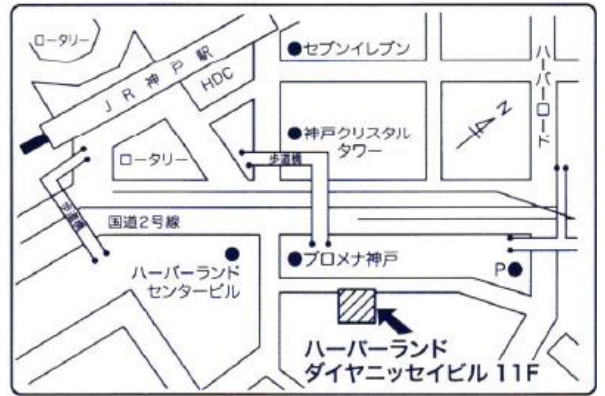 ロータリー
JR神戸駅
HDC
セブンイレブン
ハーバーロード
N
神戸クリスタル
タワー
ロータリー
歩道橋
歩道橋
国道2号線
ハーバーランド
センタービル
プロメナ神戸
P
ハーバーランド
ダイヤニッセイビル 11F